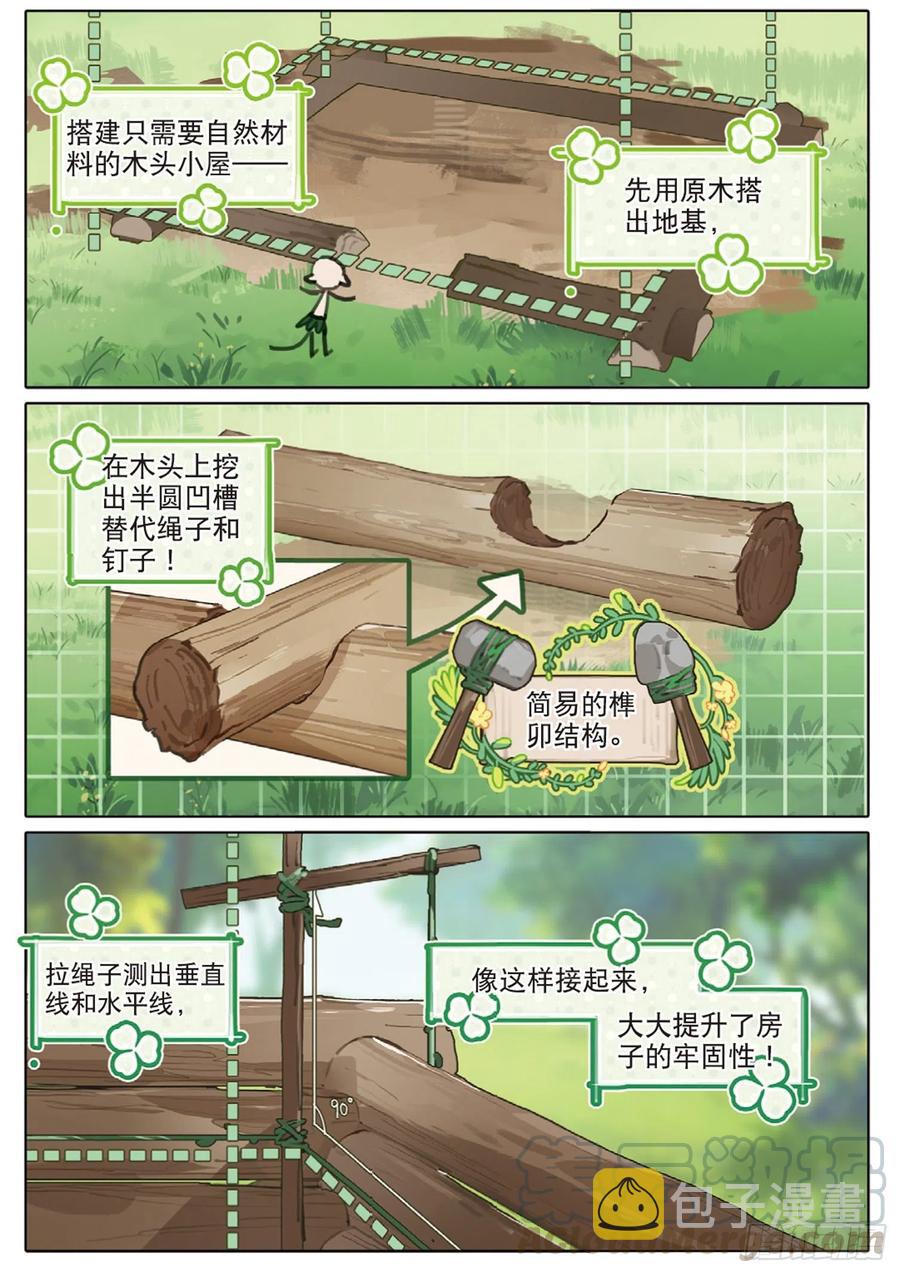 搭建只需要自然材
料的木头小屋——
先用原木搭
出地基，
在木头上挖
出半圆凹槽
替代绳子和
钉子！
简易的榫
卯结构。
拉绳子测出垂直
线和水平线，
像这样接起来，
大大提升了房
子的牢固性！
90°
包子漫畫